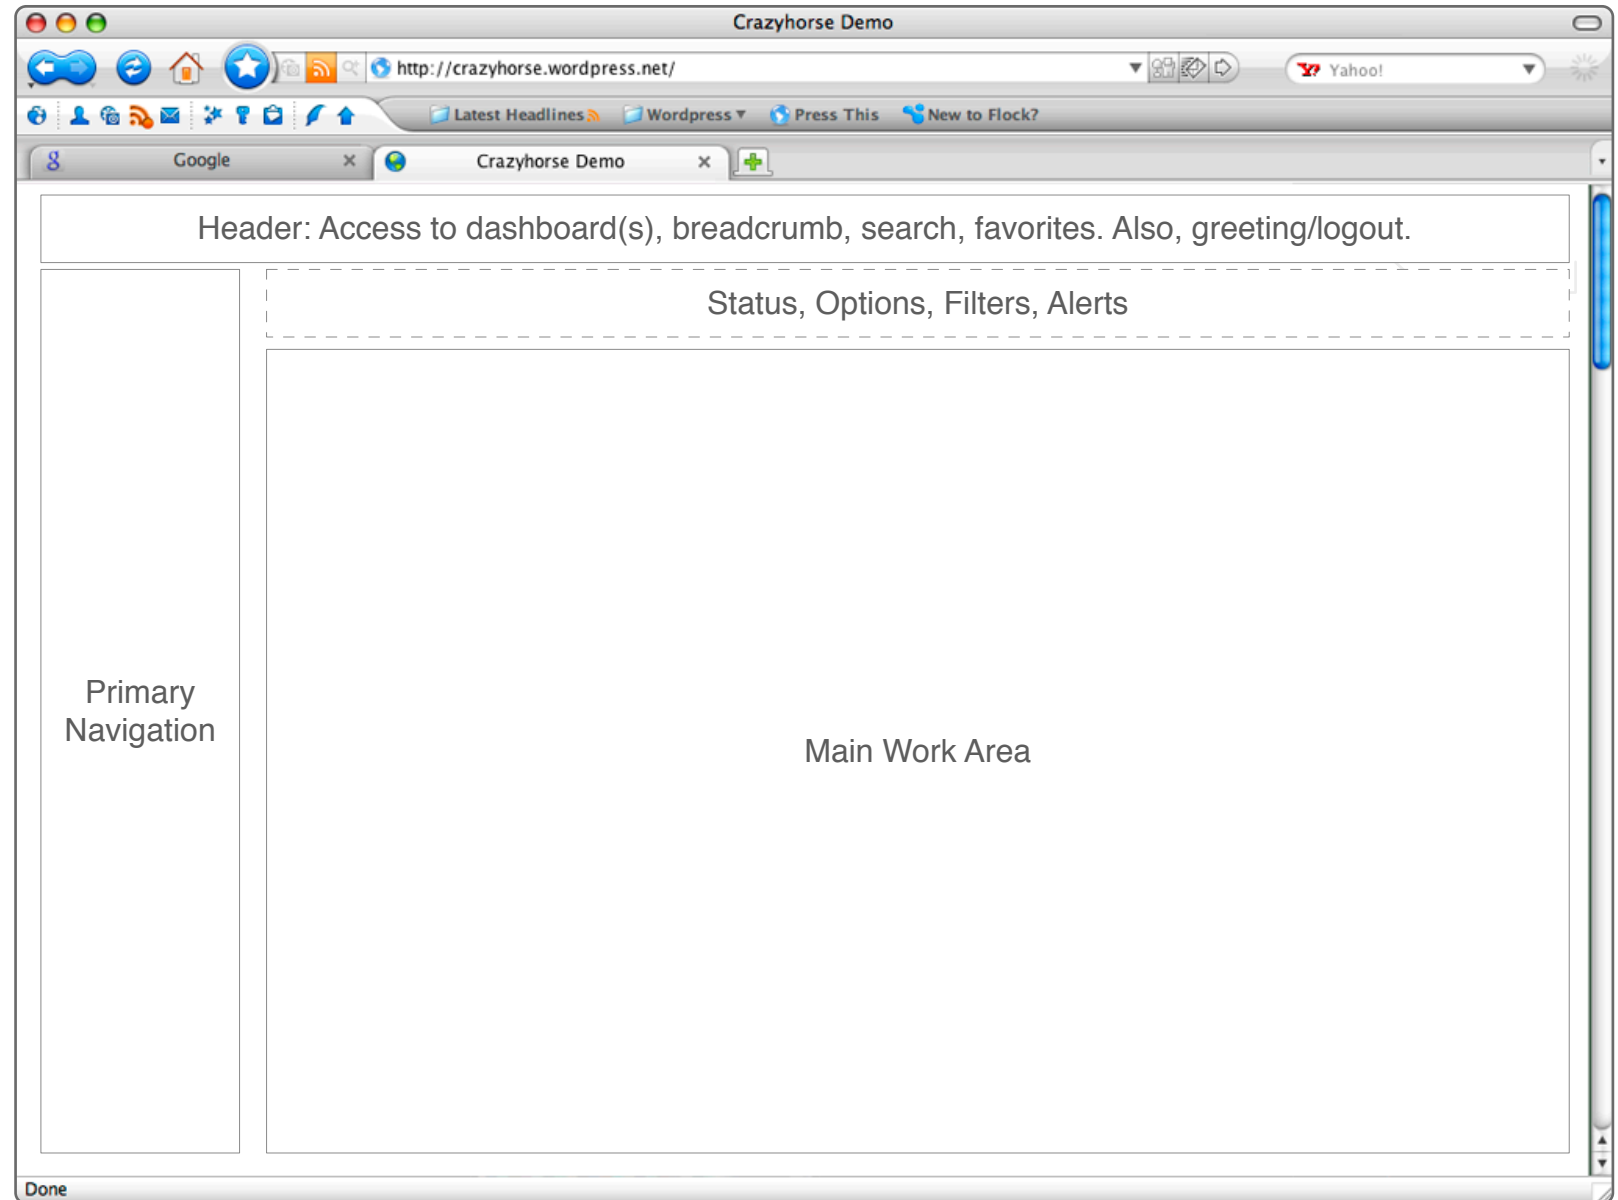 Crazyhorse Demo
http://crazyhorse.wordpress.net/
Yahoo!
Latest Headlines Wordpress Press This New to Flock?
Google Crazyhorse Demo
Header: Access to dashboard(s), breadcrumb, search, favorites. Also, greeting/logout.
Status, Options, Filters, Alerts
Primary
Navigation
Main Work Area
Done